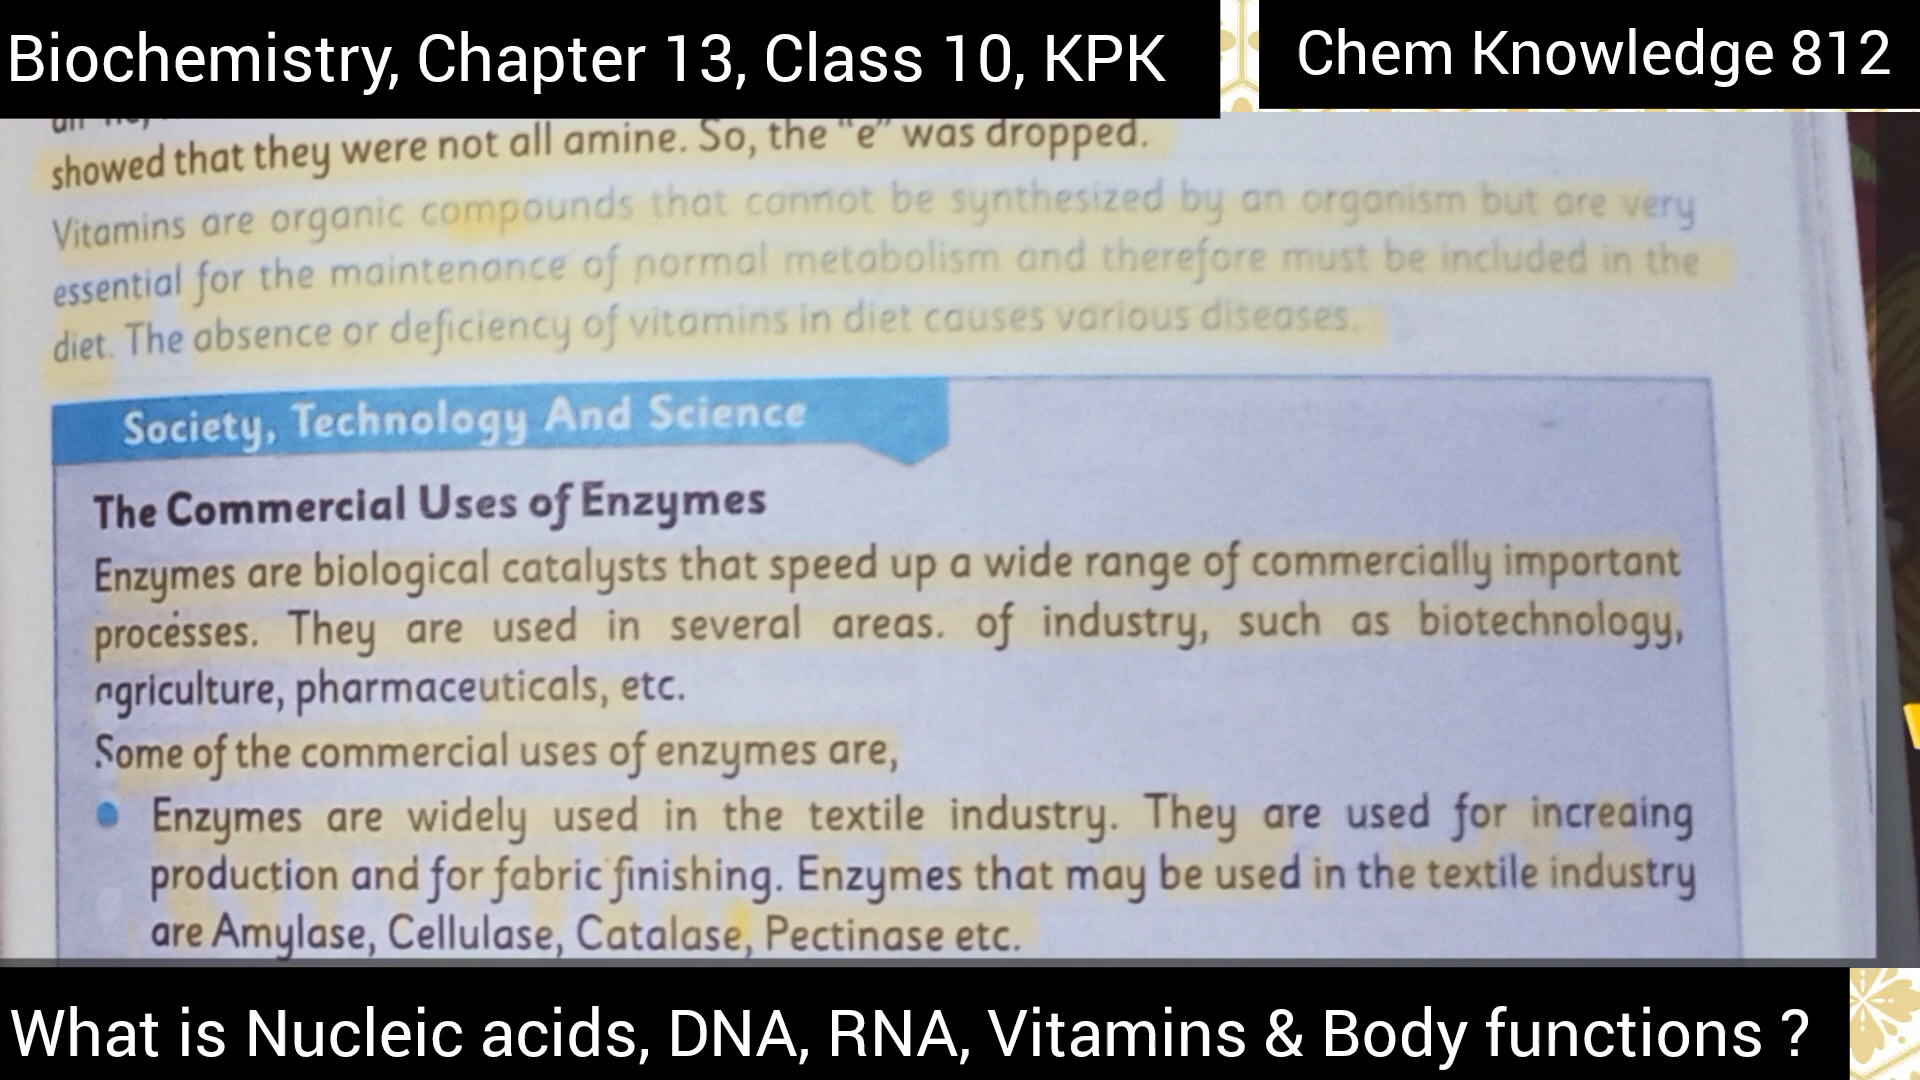 Biochemistry, Chapter 13, Class 10, KPK
Chem Knowledge 812
showed that they were not all amine. So, the "e" was dropped.
Vitamins are organic compounds that cannot be synthesized by an organism but are very
essential for the maintenance of normal metabolism and therefore must be included in the
diet. The absence or deficiency of vitamins in diet causes various diseases.
Society, Technology And Science
The Commercial Uses of Enzymes
Enzymes are biological catalysts that speed up a wide range of commercially important
processes. They are used in several areas. of industry, such as biotechnology,
agriculture, pharmaceuticals, etc.
Some of the commercial uses of enzymes are,
Enzymes are widely used in the textile industry. They are used for increaing
production and for fabric finishing. Enzymes that may be used in the textile industry
are Amylase, Cellulase, Catalase, Pectinase etc.
What is Nucleic acids, DNA, RNA, Vitamins & Body functions ?